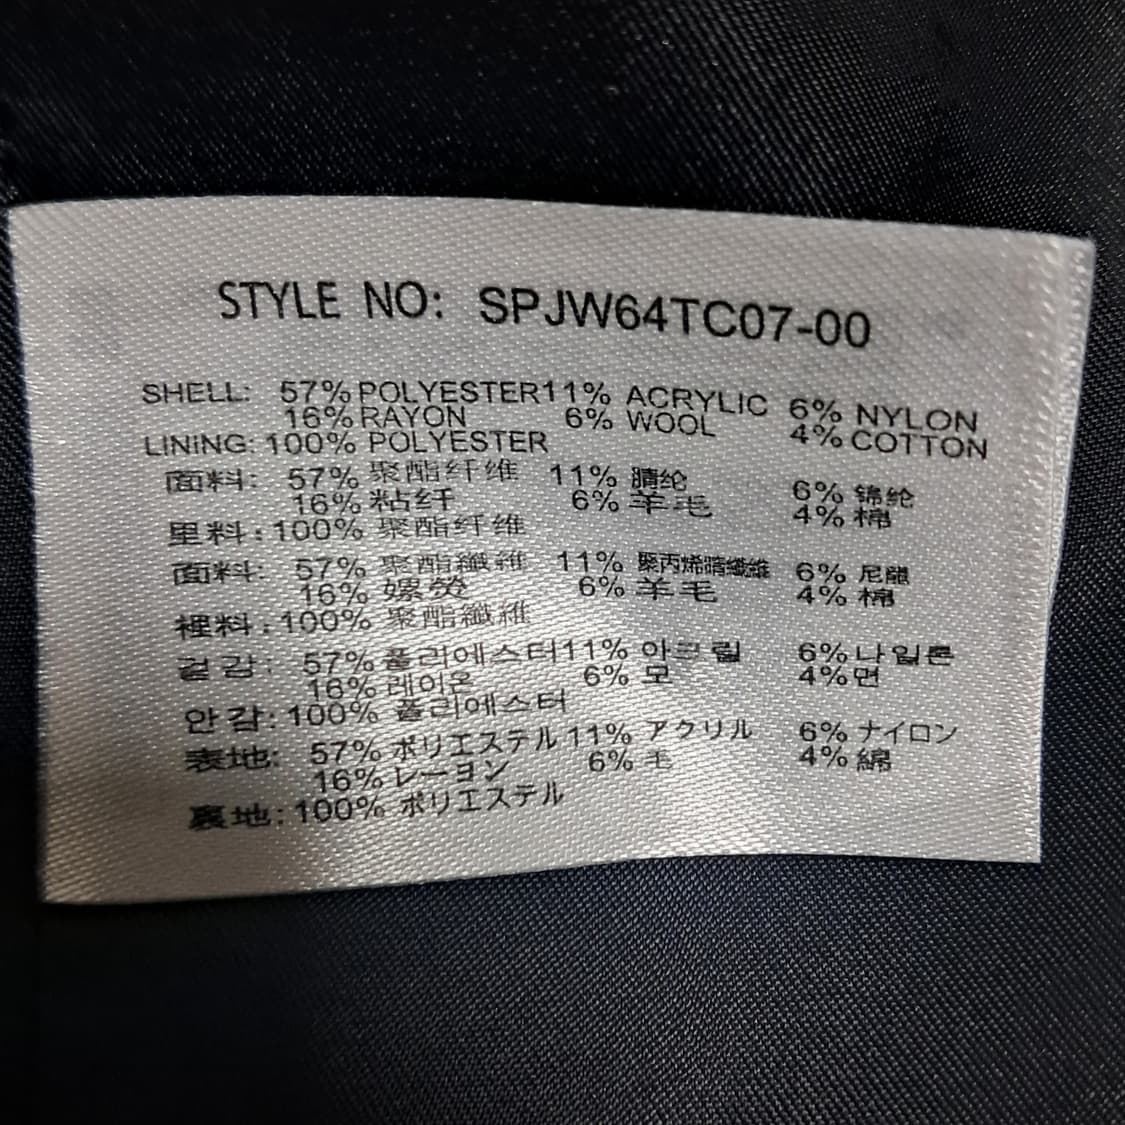 STYLE NO: SPJW64TC07-00
SHELL: 57% POLYESTER 11% ACRYLIC 6% NYLON
16% RAYON 6% WOOL 4% COTTON
LINING: 100% POLYESTER
面料: 57% 聚酯纤维 11% 腈纶 6% 锦纶
16% 粘纤 6% 羊毛 4% 棉
里料: 100% 聚酯纤维
面料: 57% 聚酯纖維 11% 聚丙烯腈纖維 6% 尼龍
16% 嫘縈 6% 羊毛 4% 棉
裡料: 100% 聚酯纖維
겉감: 57% 폴리에스터 11% 아크릴 6% 나일론
16% 레이온 6% 모 4% 면
안감: 100% 폴리에스터
表地: 57% ポリエステル 11% アクリル 6% ナイロン
16% レーヨン 6% 毛 4% 綿
裏地: 100% ポリエステル